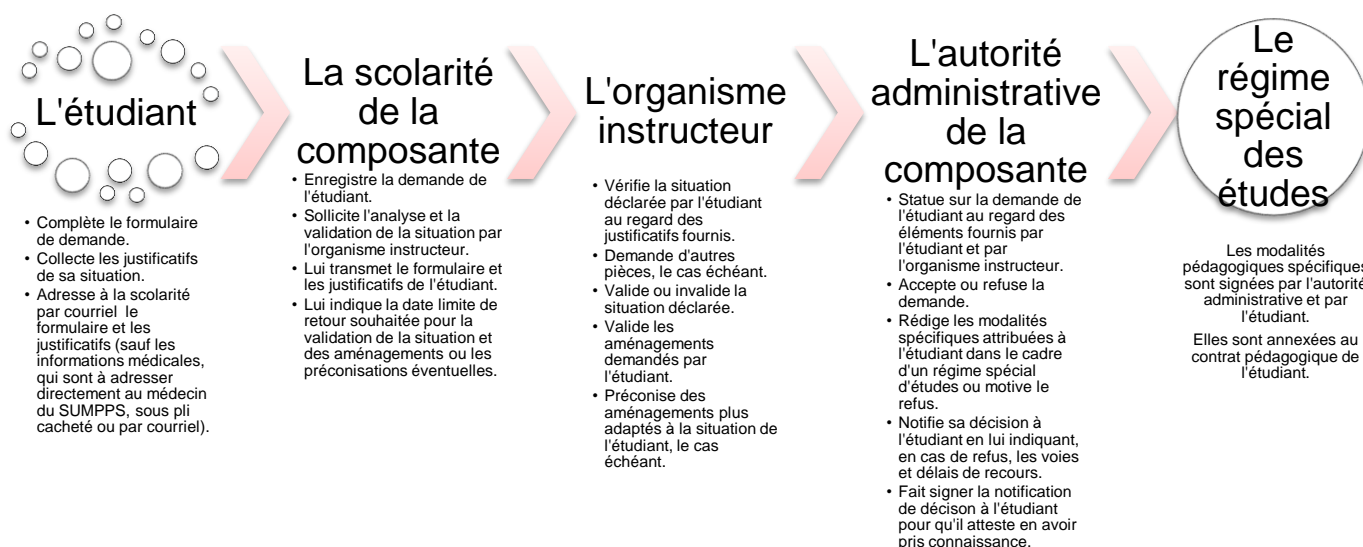 L'étudiant
• Complète le formulaire
de demande.
• Collecte les justificatifs
de sa situation.
• Adresse à la scolarité
par courriel le
formulaire et les
justificatifs (sauf les
informations médicales,
qui sont à adresser
directement au médecin
du SUMPPS, sous pli
cacheté ou par courriel).
La scolarité
de la
composante
• Enregistre la demande de
l'étudiant.
• Sollicite l'analyse et la
validation de la situation par
l'organisme instructeur.
• Lui transmet le formulaire et
les justificatifs de l'étudiant.
• Lui indique la date limite de
retour souhaitée pour la
validation de la situation et
des aménagements ou les
préconisations éventuelles.
L'organisme
instructeur
• Vérifie la situation
déclarée par l'étudiant
au regard des
justificatifs fournis.
• Demande d'autres
pièces, le cas échéant.
• Valide ou invalide la
situation déclarée.
• Valide les
aménagements
demandés par
l'étudiant.
• Préconise des
aménagements plus
adaptés à la situation de
l'étudiant, le cas
échéant.
L'autorité
administrative
de la
composante
• Statue sur la demande de
l'étudiant au regard des
éléments fournis par
l'étudiant et par
l'organisme instructeur.
• Accepte ou refuse la
demande.
• Rédige les modalités
spécifiques attribuées à
l'étudiant dans le cadre
d'un régime spécial
d'études ou motive le
refus.
• Notifie sa décision à
l'étudiant en lui indiquant,
en cas de refus, les voies
et délais de recours.
• Fait signer la notification
de décison à l'étudiant
pour qu'il atteste en avoir
pris connaissance.
Le
régime
spécial
des
études
Les modalités
pédagogiques spécifiques
sont signées par l'autorité
administrative et par
l'étudiant.
Elles sont annexées au
contrat pédagogique de
l'étudiant.